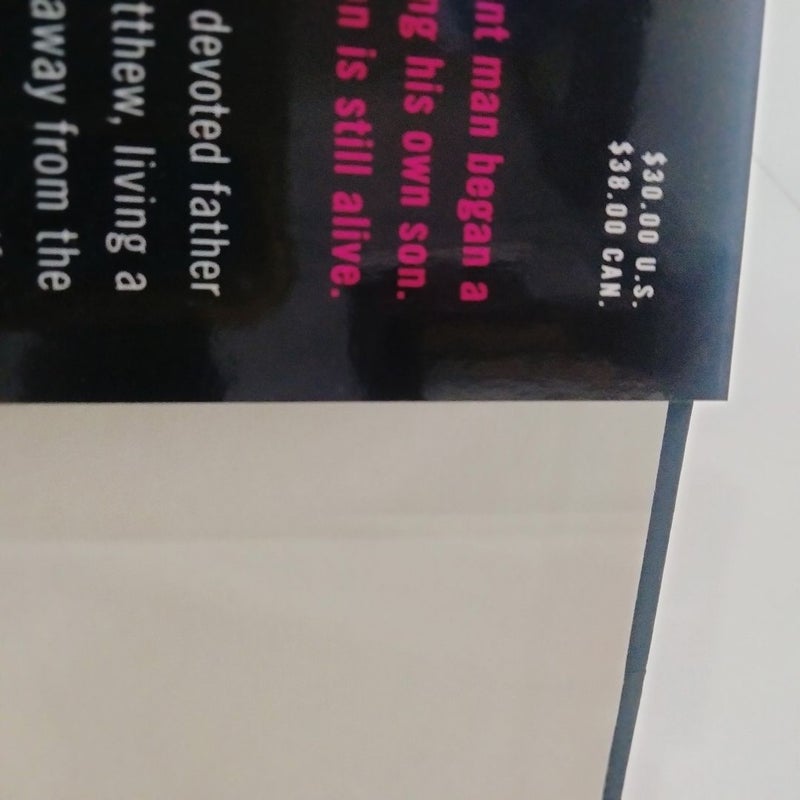 $30.00 U.S.
$38.00 CAN.
nt man began a
ng his own son.
n is still alive.
devoted father
tthew, living a
away from the